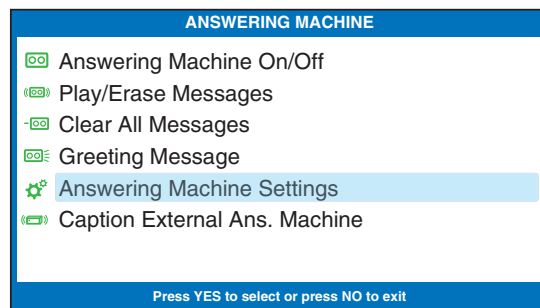 ANSWERING MACHINE
Answering Machine On/Off
Play/Erase Messages
Clear All Messages
Greeting Message
Answering Machine Settings
Caption External Ans. Machine
Press YES to select or press NO to exit